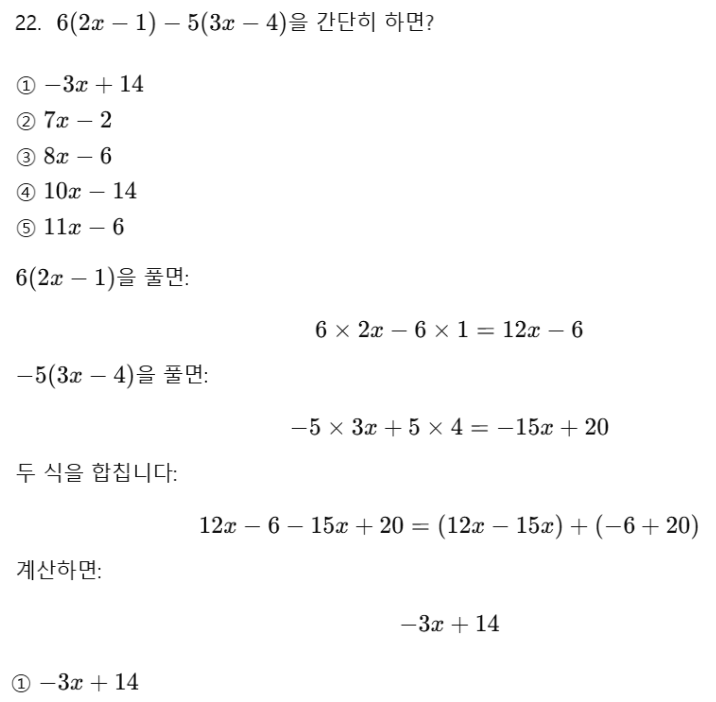 22. 6(2x − 1) − 5(3x − 4)을 간단히 하면?
① −3x + 14
② 7x − 2
③ 8x − 6
④ 10x − 14
⑤ 11x − 6
6(2x − 1)을 풀면:
6 × 2x − 6 × 1 = 12x − 6
−5(3x − 4)을 풀면:
−5 × 3x + 5 × 4 = −15x + 20
두 식을 합칩니다:
12x − 6 − 15x + 20 = (12x − 15x) + (−6 + 20)
계산하면:
−3x + 14
① −3x + 14